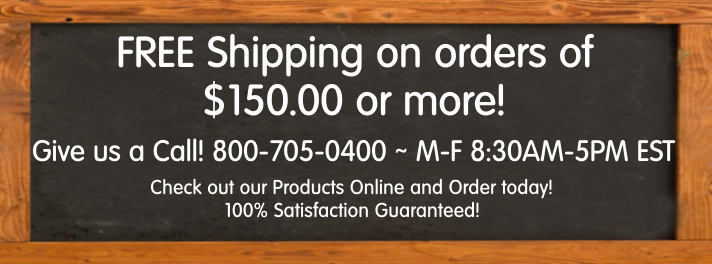 FREE Shipping on orders of
$150.00 or more!
Give us a Call! 800-705-0400 ~ M-F 8:30AM-5PM EST
Check out our Products Online and Order today!
100% Satisfaction Guaranteed!